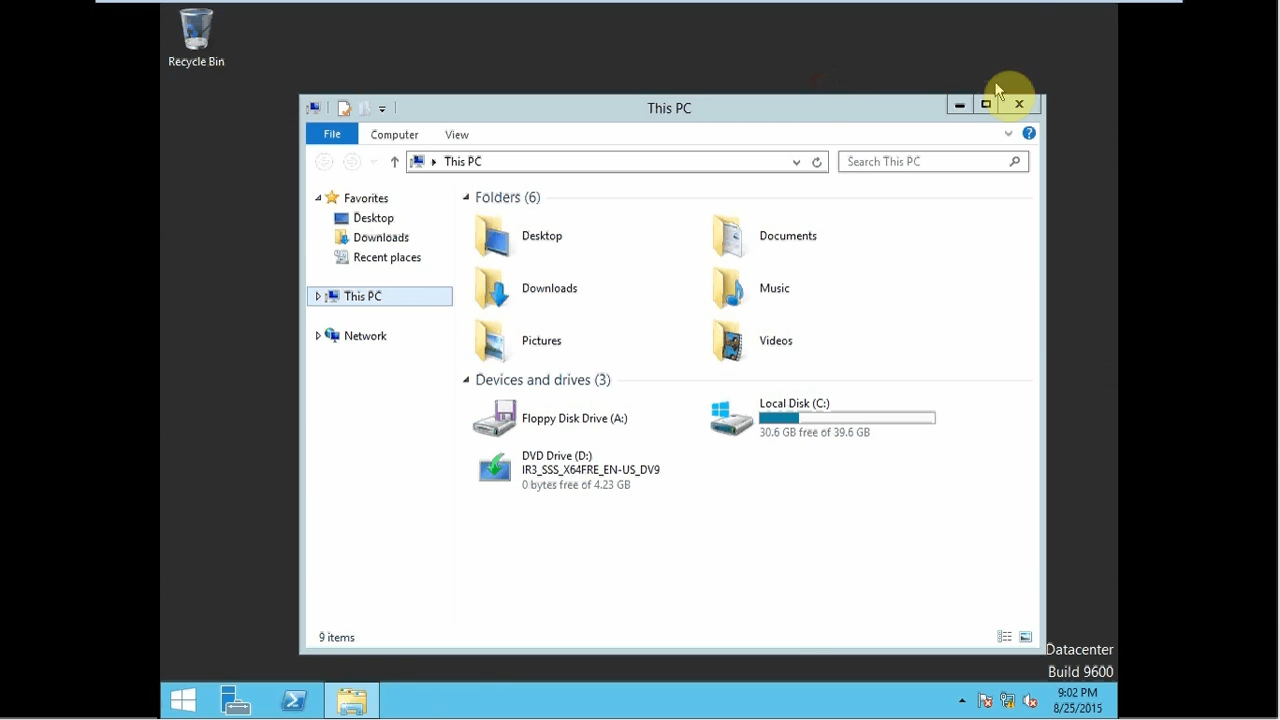 Recycle Bin
This PC
File
Computer
View
This PC
Search This PC
Favorites
Desktop
Downloads
Recent places
This PC
Network
Folders (6)
Desktop
Documents
Downloads
Music
Pictures
Videos
Devices and drives (3)
Floppy Disk Drive (A:)
Local Disk (C:)
30.6 GB free of 39.6 GB
DVD Drive (D:)
IR3_SSS_X64FRE_EN-US_DV9
0 bytes free of 4.23 GB
9 items
Datacenter
Build 9600
9:02 PM
8/25/2015